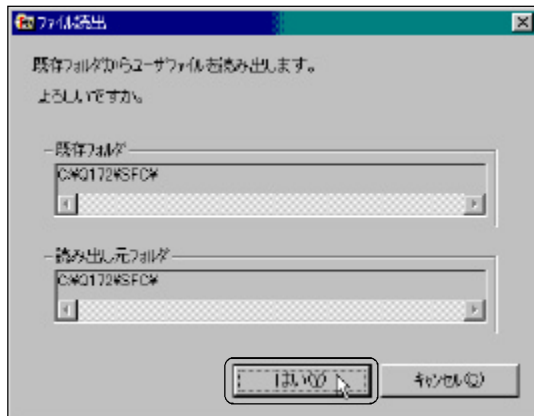 ファイル読出
既存フォルダからユーザファイルを読み出します。
よろしいですか。
既存フォルダ
C:¥Q172¥SFC¥
読み出し元フォルダ
C:¥Q172¥SFC¥
はい(Y)
キャンセル(C)